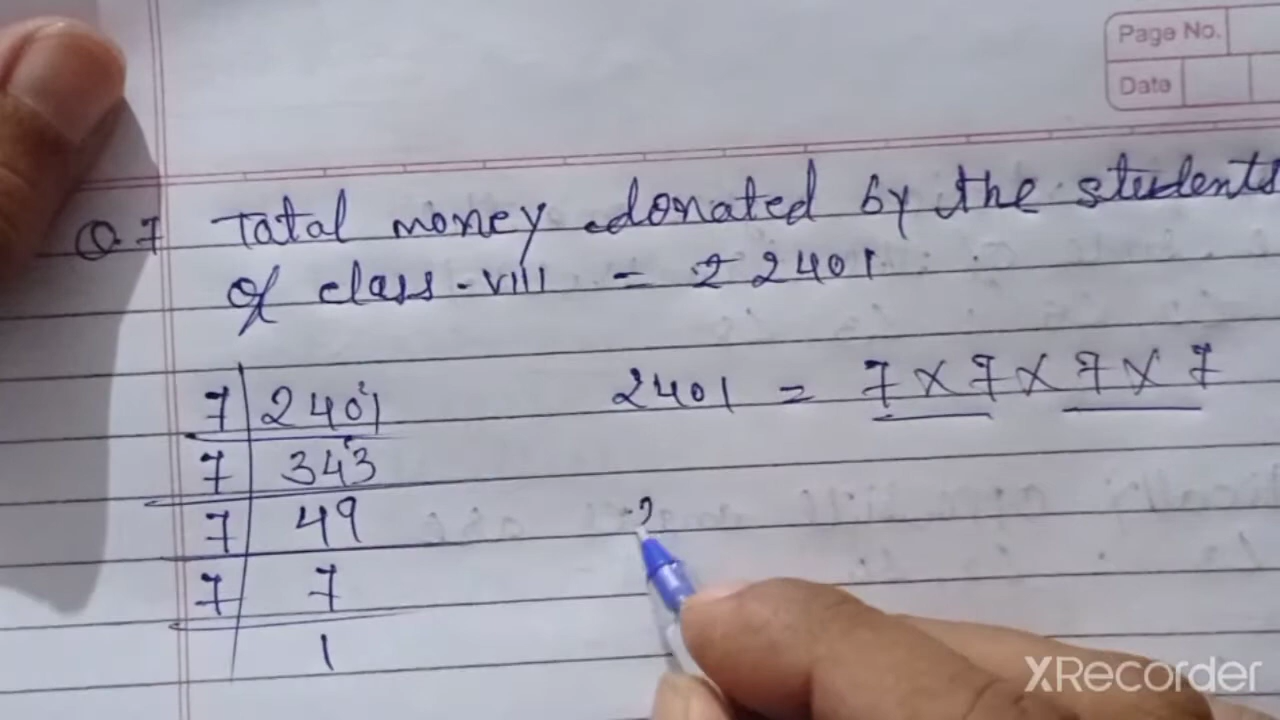 Page No.
Date
Q.7 Total money donated by the students
of class-VIII = ₹ 2401
7 | 2401
7 | 343
7 | 49
7 | 7
1
2401 = 7 × 7 × 7 × 7
XRecorder